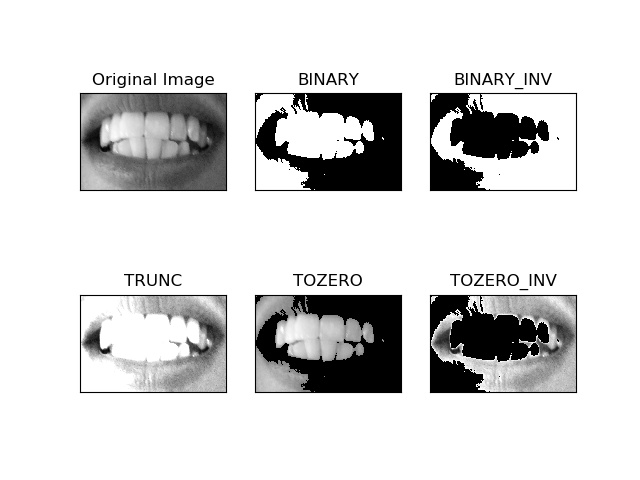 Original Image
BINARY
BINARY_INV
TRUNC
TOZERO
TOZERO_INV